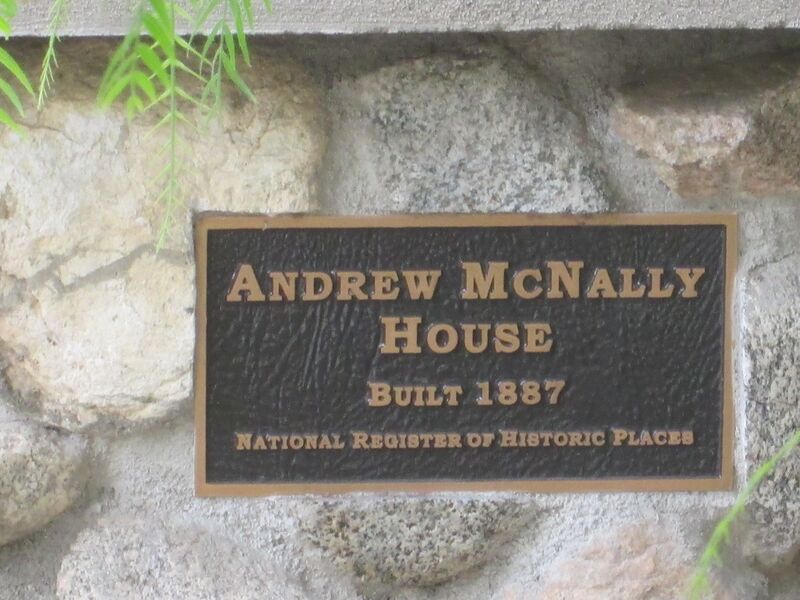 ANDREW MCNALLY
HOUSE
BUILT 1887
NATIONAL REGISTER OF HISTORIC PLACES